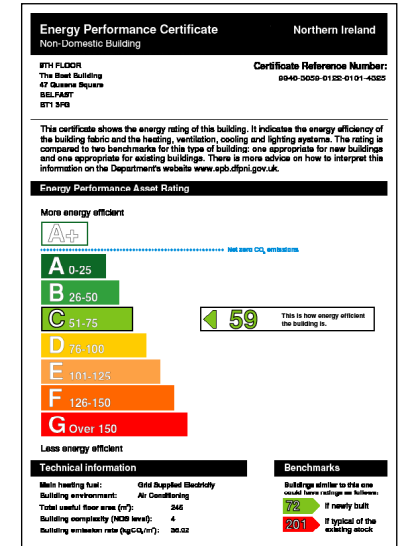 Energy Performance Certificate
Northern Ireland
Non-Domestic Building
9TH FLOOR
The Boat Building
47 Queens Square
BELFAST
BT1 3FG
Certificate Reference Number:
This certificate shows the energy rating of this building. It indicates the energy efficiency of
the building fabric and the heating, ventilation, cooling and lighting systems. The rating is
compared to two benchmarks for this type of building: one appropriate for new buildings
and one appropriate for existing buildings. There is more advice on how to interpret this
information on the Department's website www.epb.dfpni.gov.uk.
Energy Performance Asset Rating
More energy efficient
A+
Net zero CO₂ emissions
A 0-25
B 26-50
C 51-75
59
This is how energy efficient
the building is.
D 76-100
E 101-125
F 126-150
G Over 150
Less energy efficient
Technical information
Main heating fuel: Grid Supplied Electricity
Building environment: Air Conditioning
Total useful floor area (m²): 245
Building complexity (NOS level): 4
Building emission rate (kgCO₂/m²): 36.02
Benchmarks
Buildings similar to this one
could have ratings as follows:
72 If newly built
201 If typical of the
existing stock